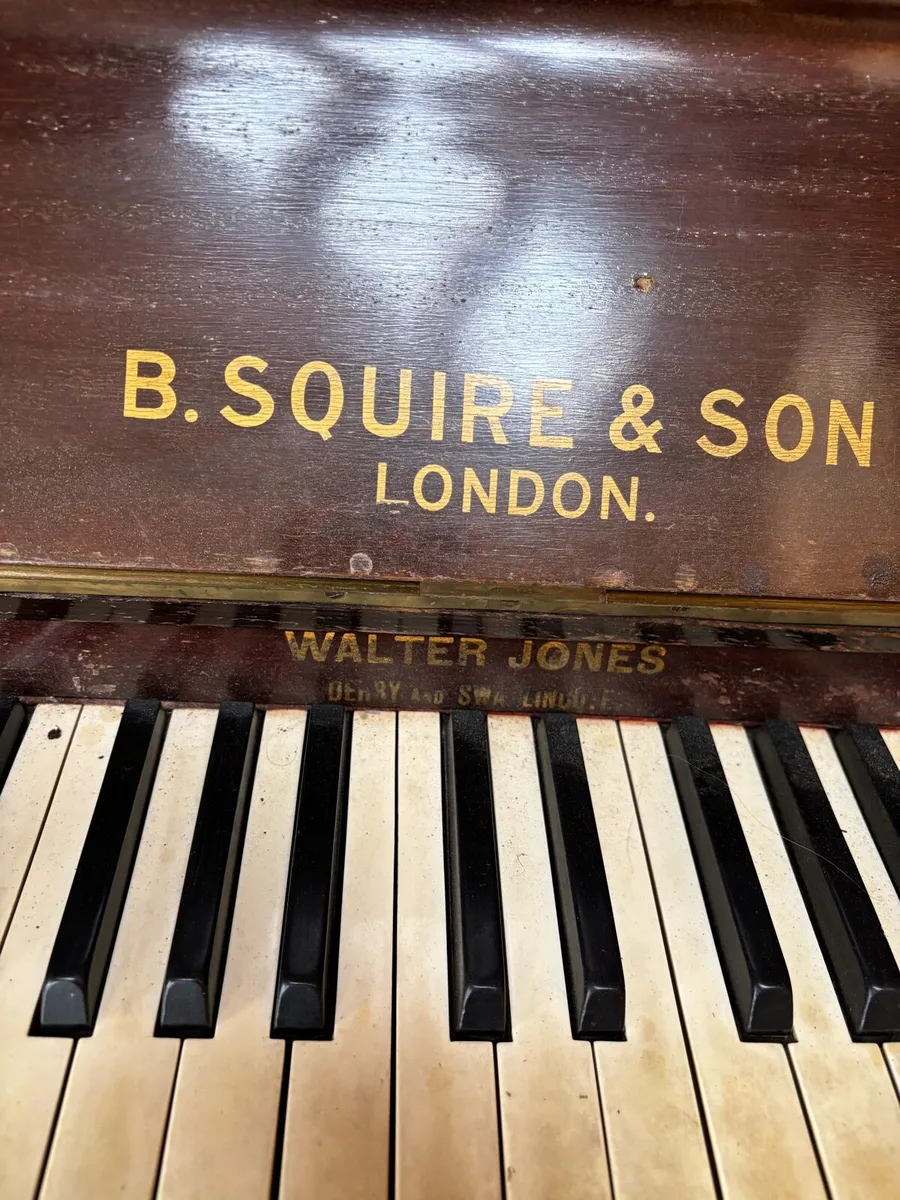 B. SQUIRE & SON
LONDON.
WALTER JONES
DERBY AND